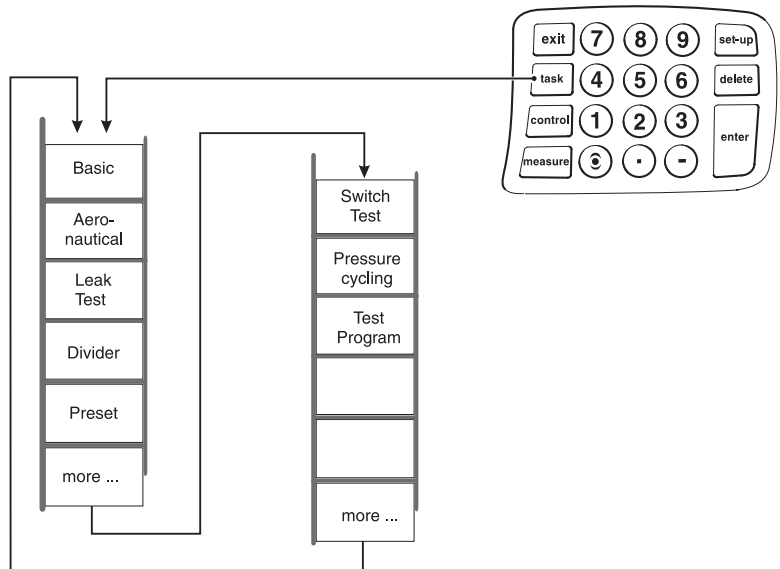 exit 7 8 9 set-up
task 4 5 6 delete
control 1 2 3 enter
measure . -
Basic
Aero-
nautical
Leak
Test
Divider
Preset
more ...
Switch
Test
Pressure
cycling
Test
Program
more ...